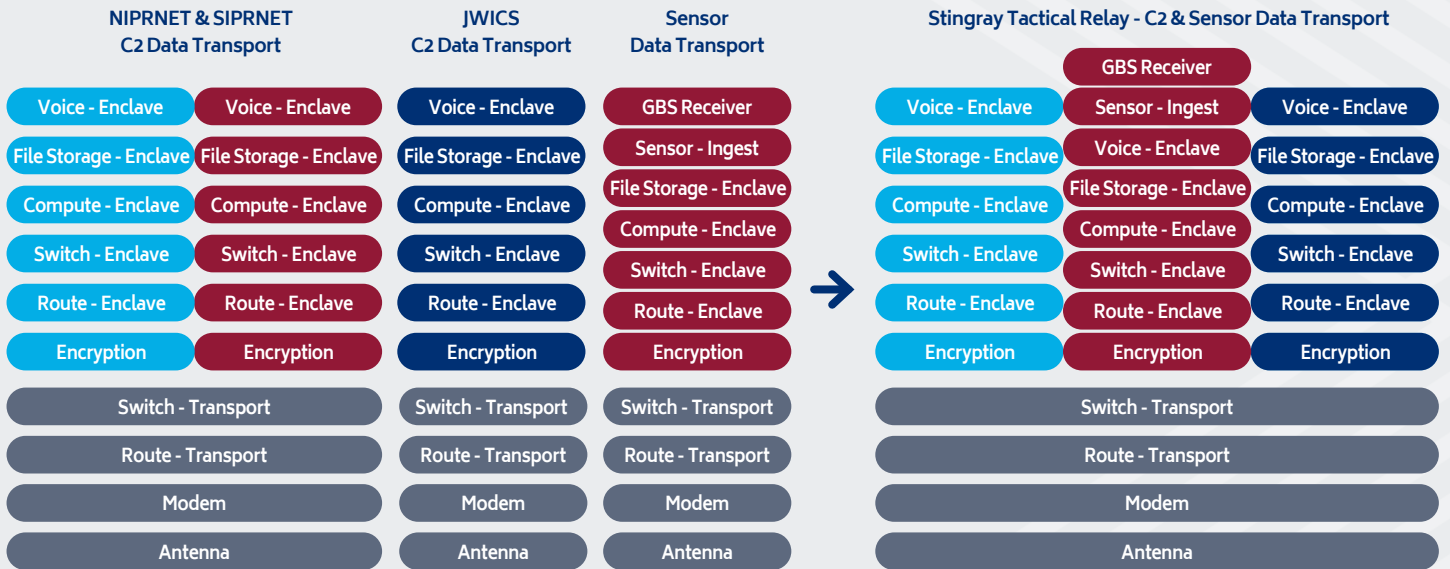 NIPRNET & SIPRNET
C2 Data Transport
Voice - Enclave
File Storage - Enclave
Compute - Enclave
Switch - Enclave
Route - Enclave
Encryption
Voice - Enclave
File Storage - Enclave
Compute - Enclave
Switch - Enclave
Route - Enclave
Encryption
Switch - Transport
Route - Transport
Modem
Antenna
JWICS
C2 Data Transport
Voice - Enclave
File Storage - Enclave
Compute - Enclave
Switch - Enclave
Route - Enclave
Encryption
Switch - Transport
Route - Transport
Modem
Antenna
Sensor
Data Transport
GBS Receiver
Sensor - Ingest
File Storage - Enclave
Compute - Enclave
Switch - Enclave
Route - Enclave
Encryption
Switch - Transport
Route - Transport
Modem
Antenna
Stingray Tactical Relay - C2 & Sensor Data Transport
Voice - Enclave
File Storage - Enclave
Compute - Enclave
Switch - Enclave
Route - Enclave
Encryption
GBS Receiver
Sensor - Ingest
Voice - Enclave
File Storage - Enclave
Compute - Enclave
Switch - Enclave
Route - Enclave
Encryption
Voice - Enclave
File Storage - Enclave
Compute - Enclave
Switch - Enclave
Route - Enclave
Encryption
Switch - Transport
Route - Transport
Modem
Antenna